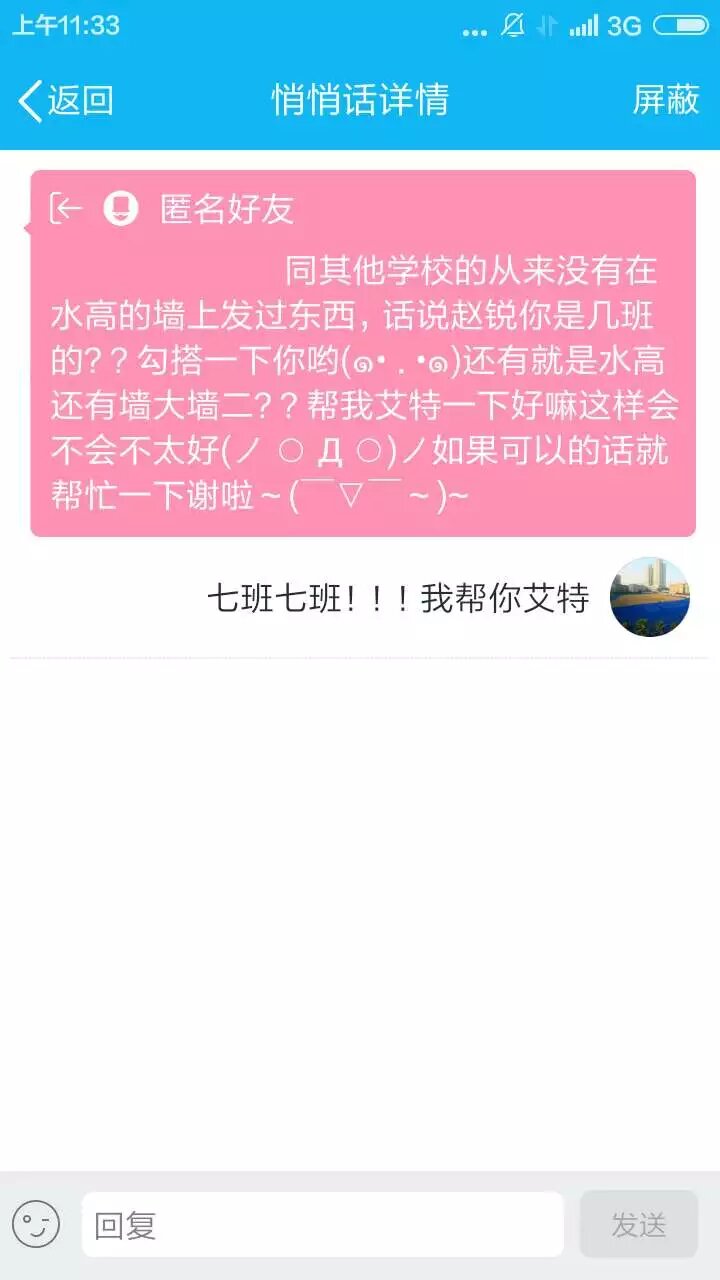 上午11:33
... 3G
返回 悄悄话详情 屏蔽
匿名好友
同其他学校的从来没有在
水高的墙上发过东西，话说赵锐你是几班
的？？勾搭一下你哟(๑• . •๑)还有就是水高
还有墙大墙二？？帮我艾特一下好嘛这样会
不会不太好(ノ ○ Д ○)ノ如果可以的话就
帮忙一下谢啦～(￣▽￣～)~
七班七班！！！我帮你艾特
回复 发送